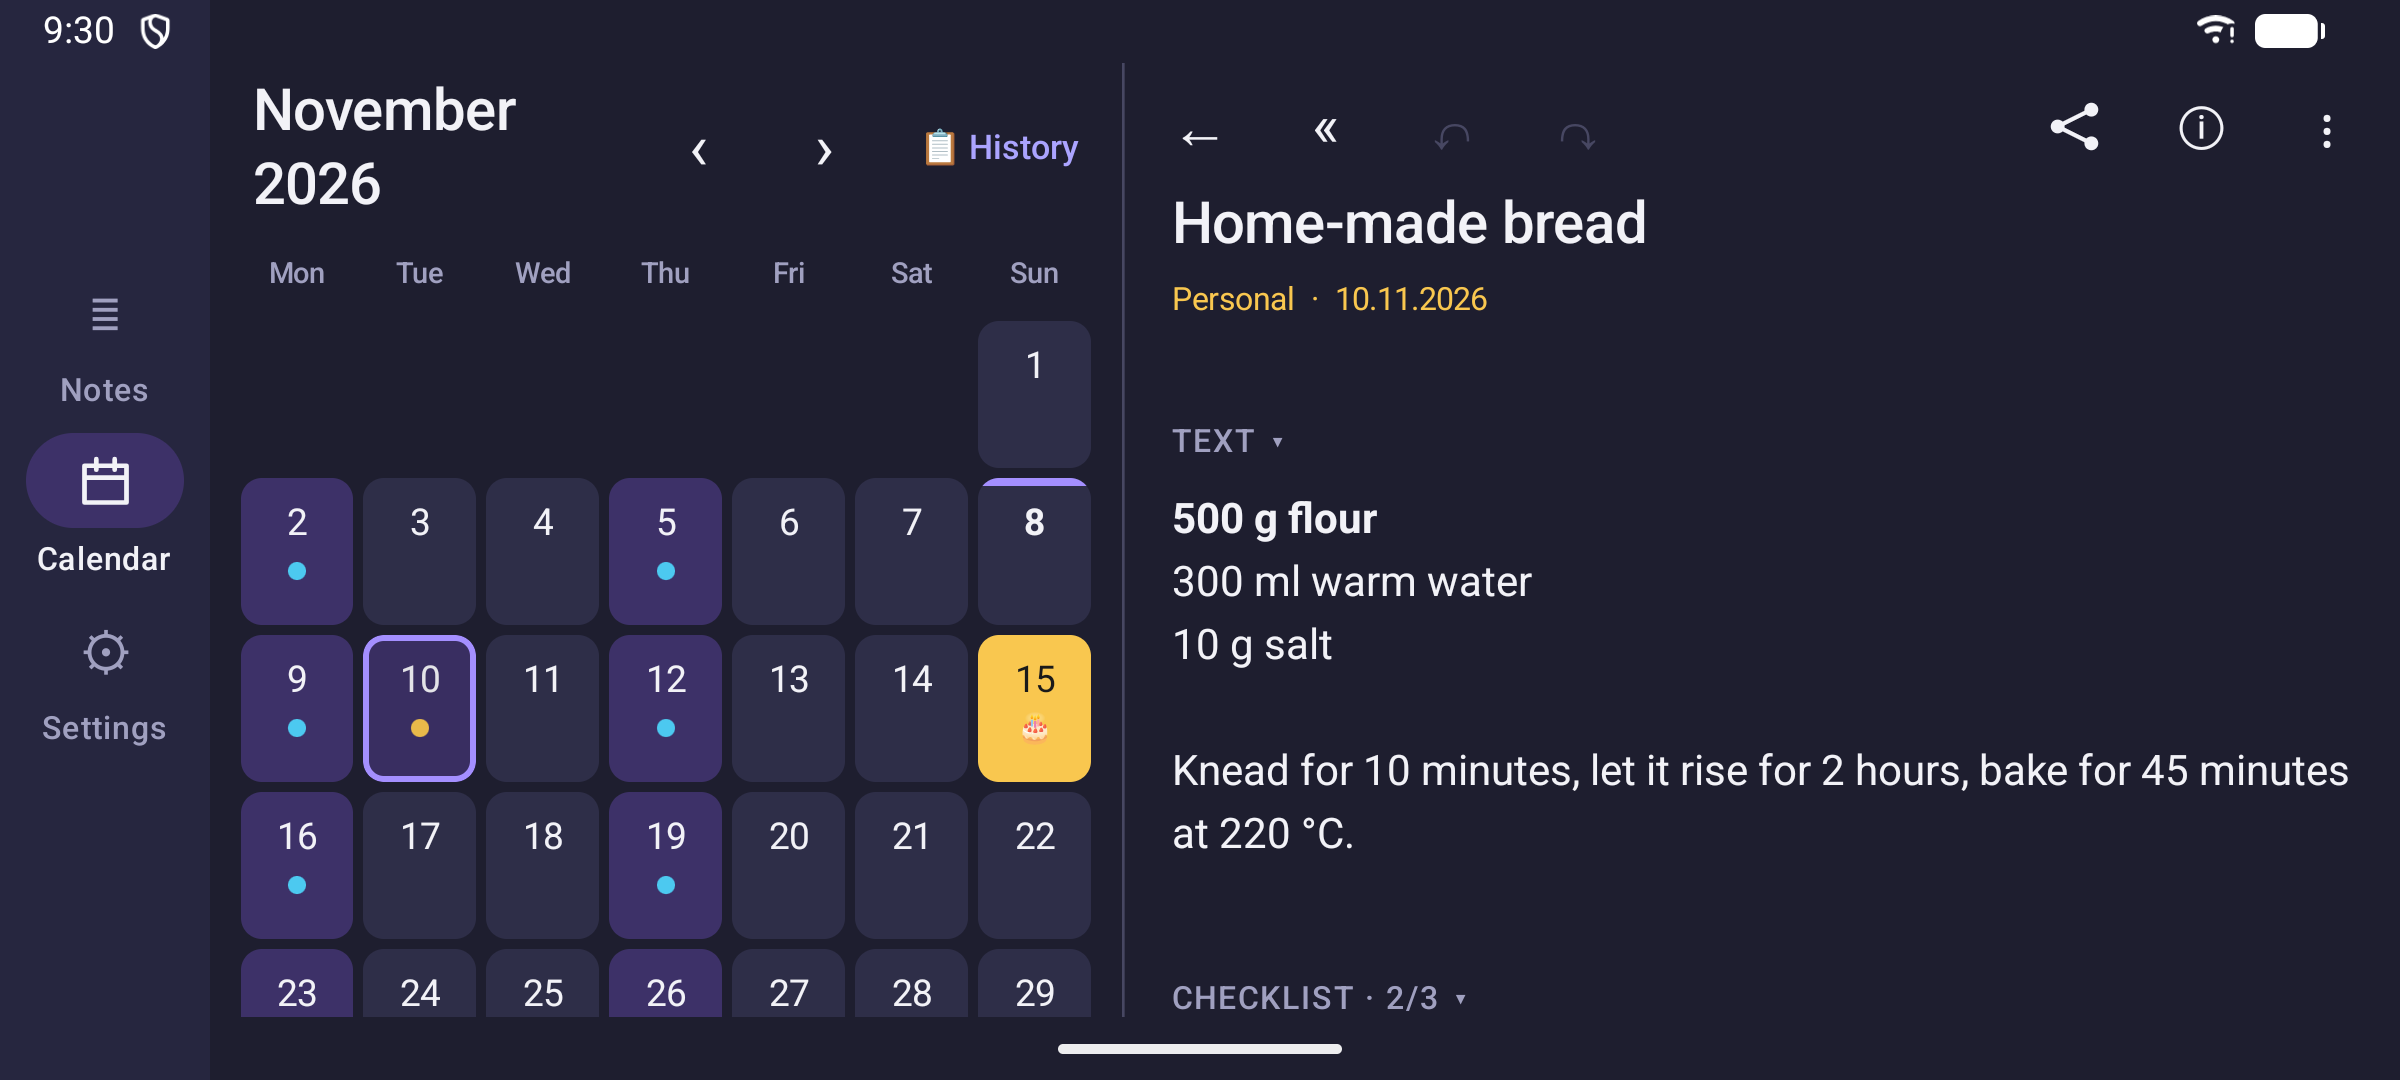 9:30
November
2026
‹ › 📋 History
Mon Tue Wed Thu Fri Sat Sun
1
2 3 4 5 6 7 8
9 10 11 12 13 14 15
16 17 18 19 20 21 22
23 24 25 26 27 28 29
Notes
Calendar
Settings
← «
Home-made bread
Personal · 10.11.2026
TEXT ▾
500 g flour
300 ml warm water
10 g salt
Knead for 10 minutes, let it rise for 2 hours, bake for 45 minutes
at 220 °C.
CHECKLIST · 2/3 ▾